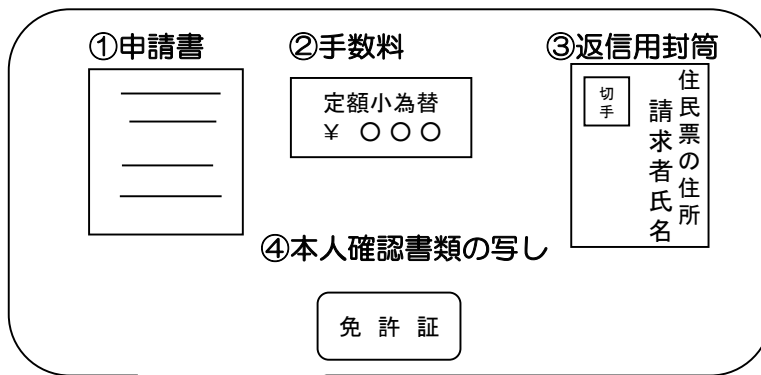 ①申請書
②手数料
定額小為替
￥ 〇〇〇
③返信用封筒
切手
住民票の住所
請求者氏名
④本人確認書類の写し
免 許 証